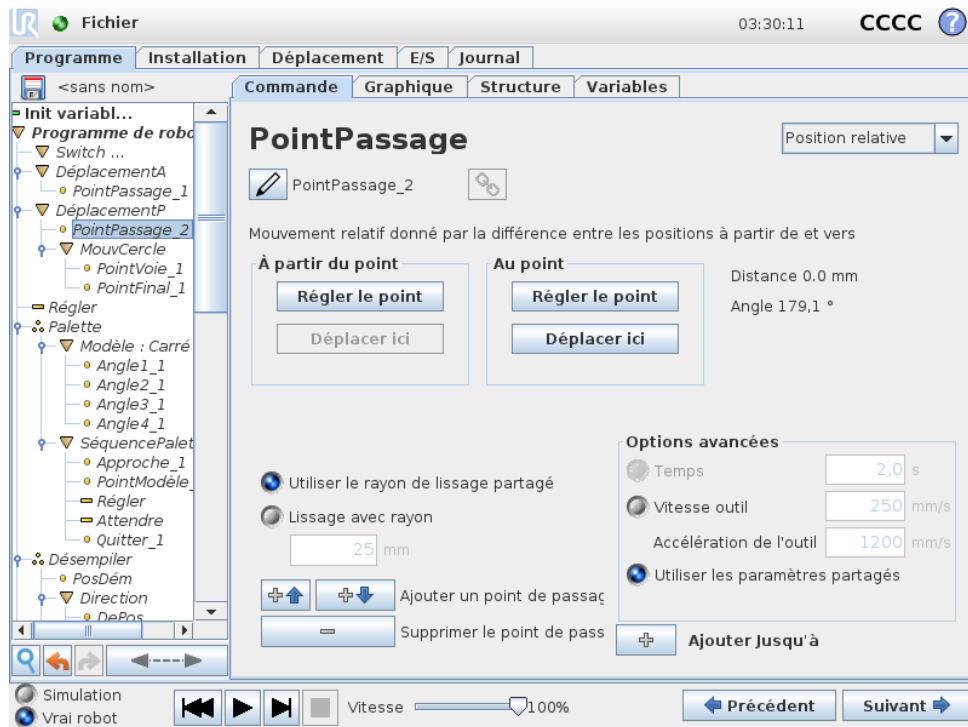 UR Fichier 03:30:11 CCCC ?
Programme Installation Déplacement E/S Journal
<sans nom>
Commande Graphique Structure Variables
Init variabl...
Programme de robo
Switch ...
DéplacementA
PointPassage_1
DéplacementP
PointPassage_2
MouvCercle
PointVoie_1
PointFinal_1
Régler
Palette
Modèle : Carré
Angle1_1
Angle2_1
Angle3_1
Angle4_1
SéquencePalet
Approche_1
PointModèle_
Régler
Attendre
Quitter_1
Désempiler
PosDém
Direction
DePos
PointPassage
Position relative
PointPassage_2
Mouvement relatif donné par la différence entre les positions à partir de et vers
À partir du point
Régler le point
Déplacer ici
Au point
Régler le point
Déplacer ici
Distance 0.0 mm
Angle 179,1 °
Utiliser le rayon de lissage partagé
Lissage avec rayon
25 mm
Ajouter un point de passag
Supprimer le point de pass
Options avancées
Temps 2,0 s
Vitesse outil 250 mm/s
Accélération de l'outil 1200 mm/s
Utiliser les paramètres partagés
Ajouter Jusqu'à
Simulation
Vrai robot
Vitesse 100%
Précédent
Suivant